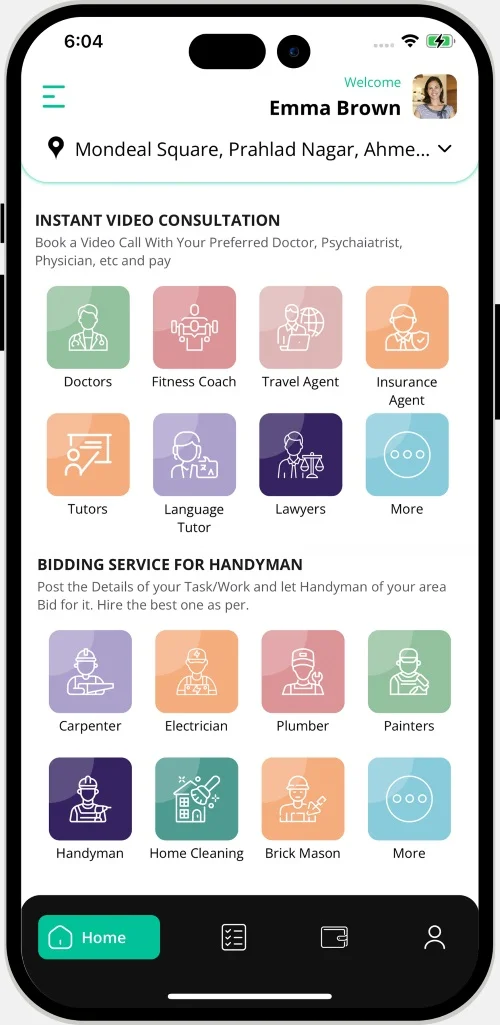 6:04
Welcome
Emma Brown
Mondeal Square, Prahlad Nagar, Ahme...
INSTANT VIDEO CONSULTATION
Book a Video Call With Your Preferred Doctor, Psychaiatrist,
Physician, etc and pay
Doctors
Fitness Coach
Travel Agent
Insurance
Agent
Tutors
Language
Tutor
Lawyers
More
BIDDING SERVICE FOR HANDYMAN
Post the Details of your Task/Work and let Handyman of your area
Bid for it. Hire the best one as per.
Carpenter
Electrician
Plumber
Painters
Handyman
Home Cleaning
Brick Mason
More
Home